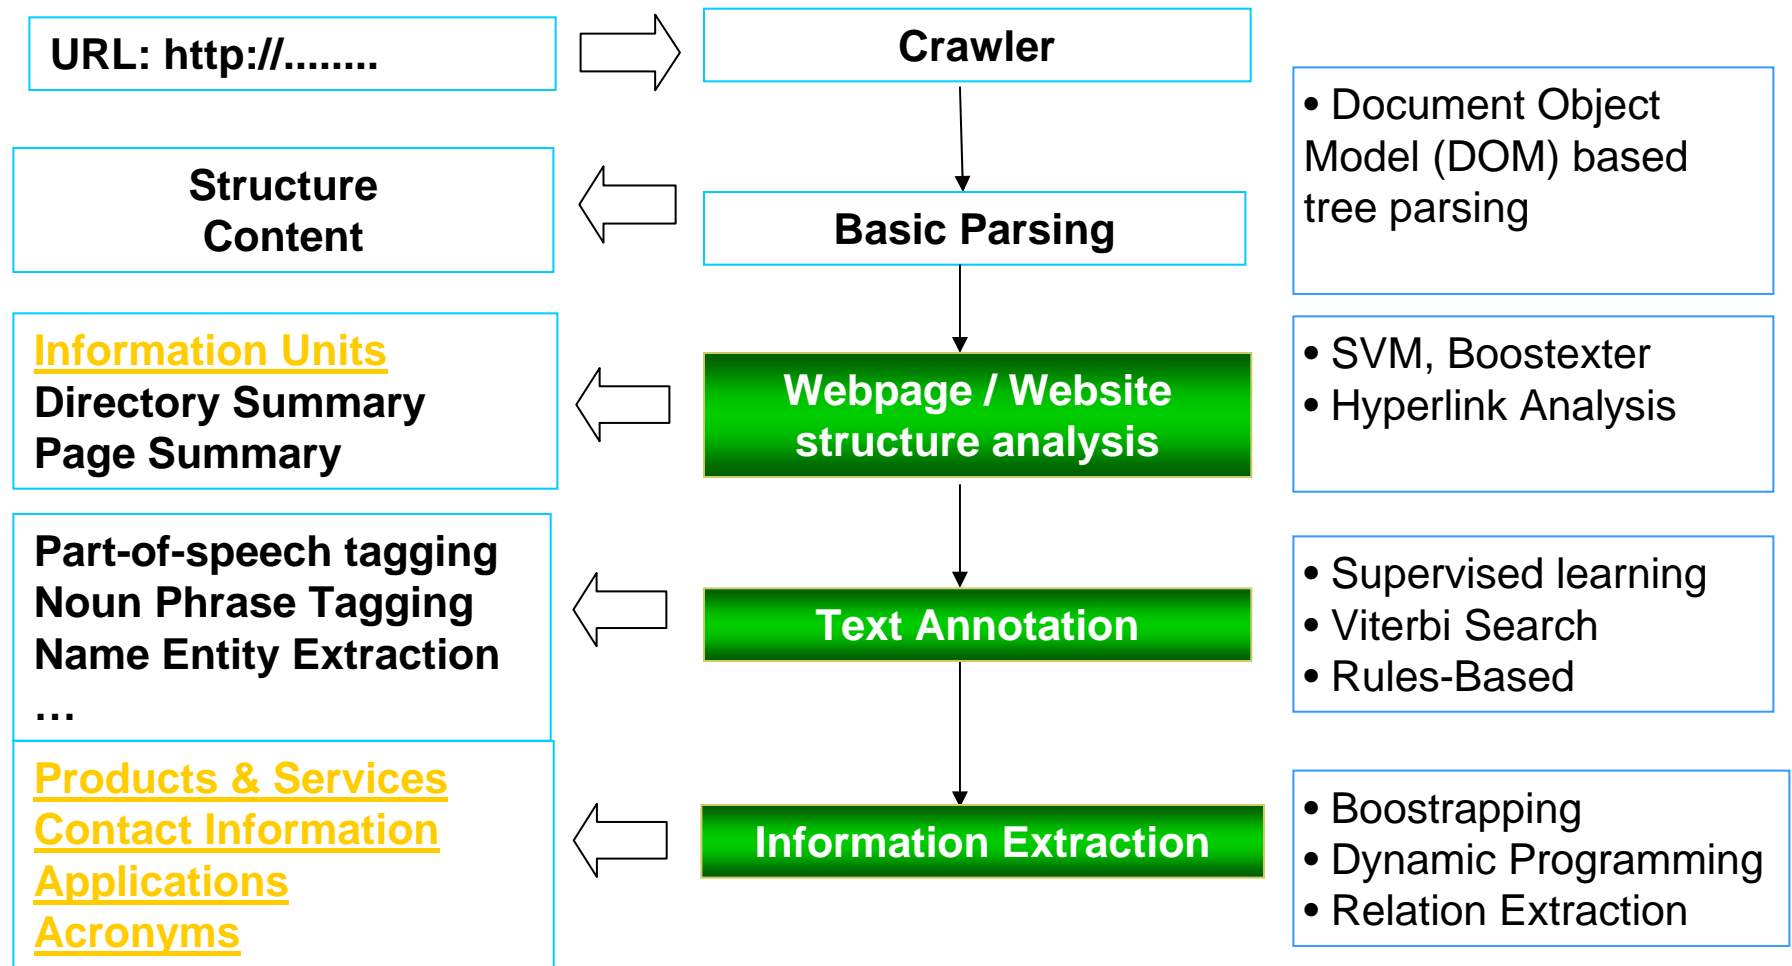 URL: http://........
Crawler
• Document Object
Model (DOM) based
tree parsing
Structure
Content
Basic Parsing
Information Units
Directory Summary
Page Summary
Webpage / Website
structure analysis
• SVM, Boostexter
• Hyperlink Analysis
Part-of-speech tagging
Noun Phrase Tagging
Name Entity Extraction
…
Text Annotation
• Supervised learning
• Viterbi Search
• Rules-Based
Products & Services
Contact Information
Applications
Acronyms
Information Extraction
• Boostrapping
• Dynamic Programming
• Relation Extraction